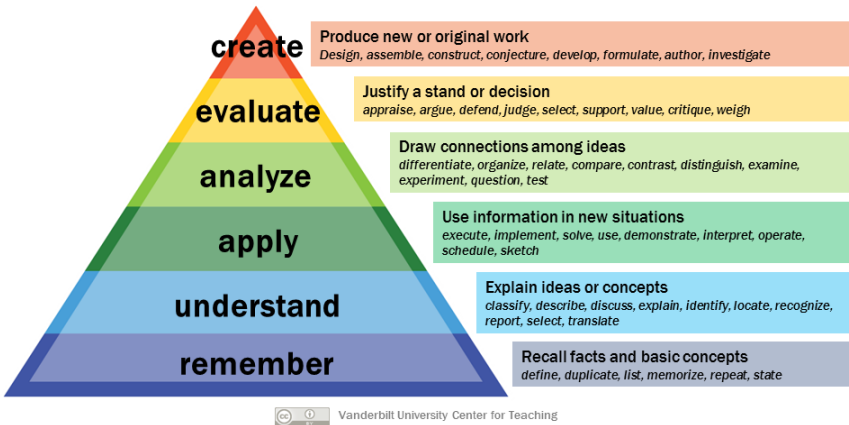 create
Produce new or original work
Design, assemble, construct, conjecture, develop, formulate, author, investigate
evaluate
Justify a stand or decision
appraise, argue, defend, judge, select, support, value, critique, weigh
analyze
Draw connections among ideas
differentiate, organize, relate, compare, contrast, distinguish, examine,
experiment, question, test
apply
Use information in new situations
execute, implement, solve, use, demonstrate, interpret, operate,
schedule, sketch
understand
Explain ideas or concepts
classify, describe, discuss, explain, identify, locate, recognize,
report, select, translate
remember
Recall facts and basic concepts
define, duplicate, list, memorize, repeat, state
cc
Vanderbilt University Center for Teaching